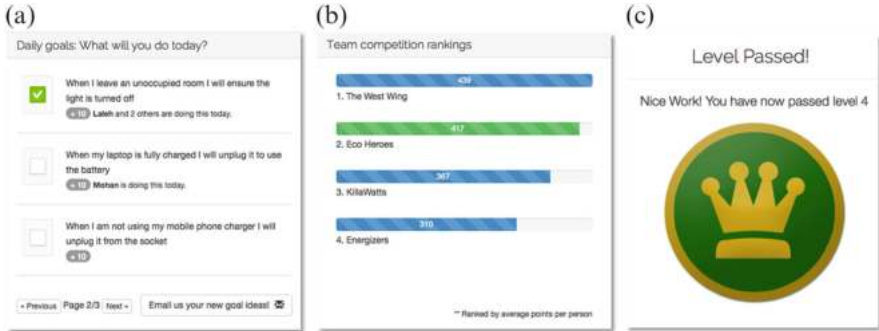 (a)
(b)
(c)
Daily goals: What will you do today?
When I leave an unoccupied room I will ensure the
light is turned off
+ 10 Laleh and 2 others are doing this today.
When my laptop is fully charged I will unplug it to use
the battery
+ 10 Mohan is doing this today.
When I am not using my mobile phone charger I will
unplug it from the socket
+ 10
« Previous Page 2/3 Next » Email us your new goal ideas!
Team competition rankings
439
1. The West Wing
417
2. Eco Heroes
367
3. KillaWatts
310
4. Energizers
** Ranked by average points per person
Level Passed!
Nice Work! You have now passed level 4